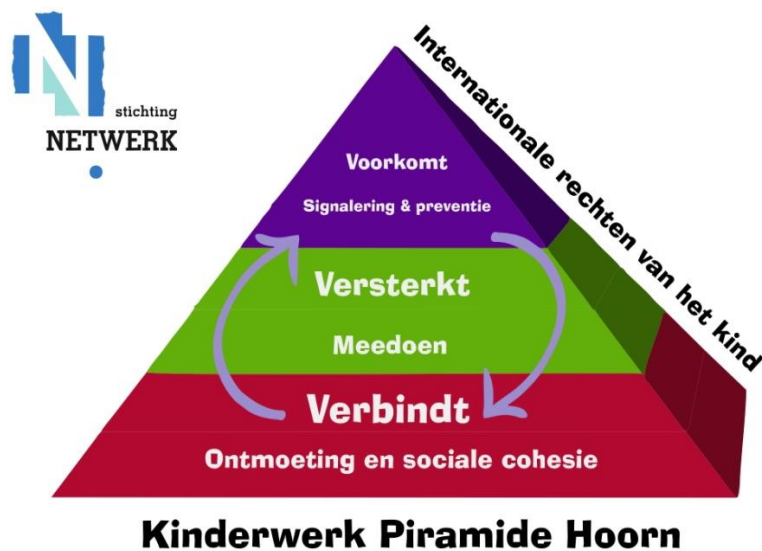 stichting
NETWERK
Internationale rechten van het kind
Voorkomt
Signalering & preventie
Versterkt
Meedoen
Verbindt
Ontmoeting en sociale cohesie
Kinderwerk Piramide Hoorn